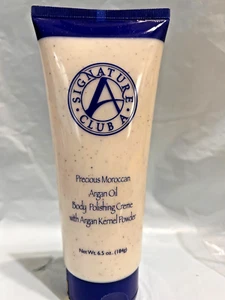 SIGNATURE
A
CLUB A
Precious Moroccan
Argan Oil
Body Polishing Creme
with Argan Kernel Powder
Net Wt. 6.5 oz. (184g)